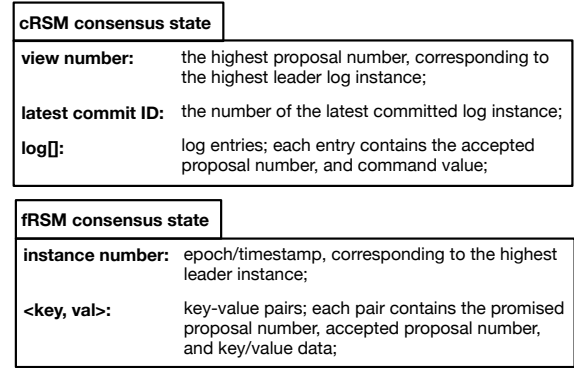 cRSM consensus state
view number: the highest proposal number, corresponding to
the highest leader log instance;
latest commit ID: the number of the latest committed log instance;
log[]: log entries; each entry contains the accepted
proposal number, and command value;
fRSM consensus state
instance number: epoch/timestamp, corresponding to the highest
leader instance;
<key, val>: key-value pairs; each pair contains the promised
proposal number, accepted proposal number,
and key/value data;